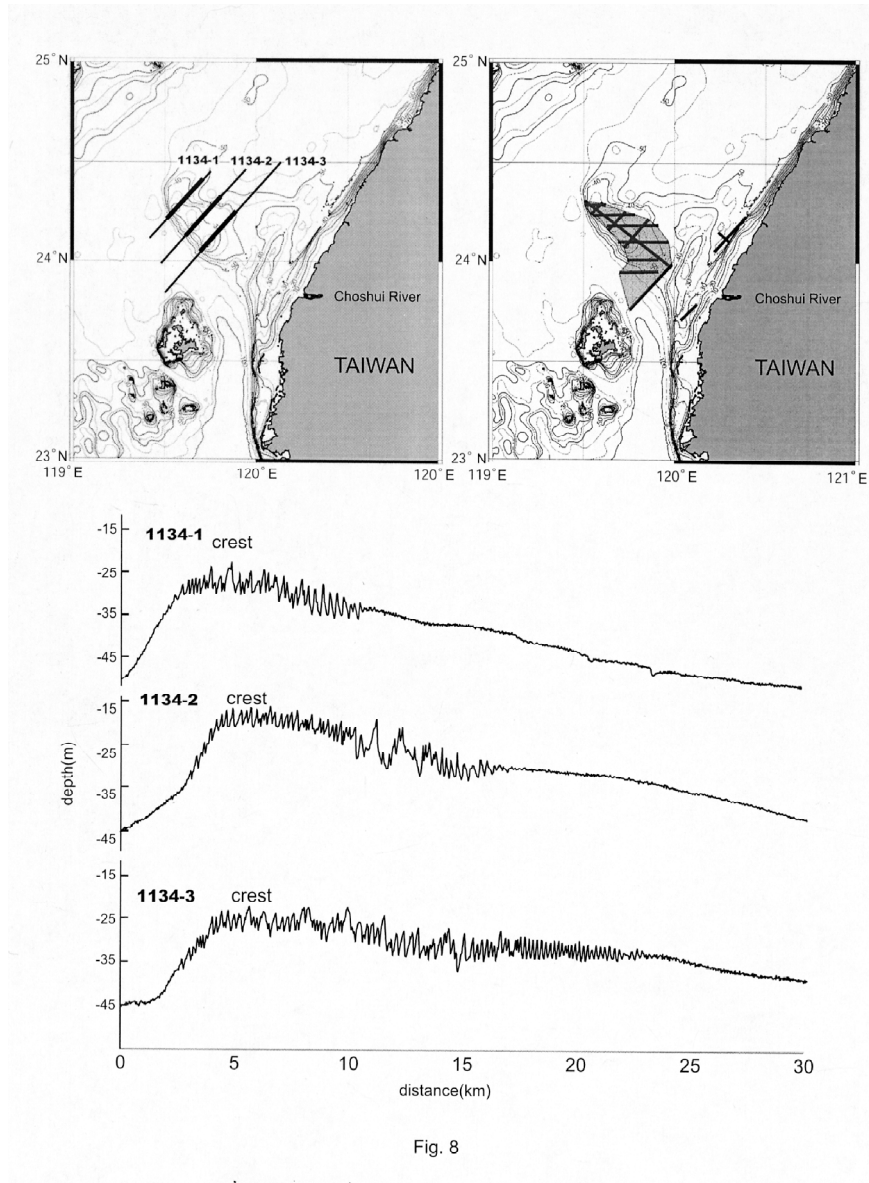 25° N
25° N
1134-1 1134-2 1134-3
24° N
24° N
Choshui River
Choshui River
TAIWAN
TAIWAN
23° N
23° N
119° E
120° E
120° E
119° E
120° E
121° E
1134-1
crest
-15
-25
-35
-45
1134-2
crest
-15
-25
-35
-45
depth(m)
1134-3
crest
-15
-25
-35
-45
0 5 10 15 20 25 30
distance(km)
Fig. 8